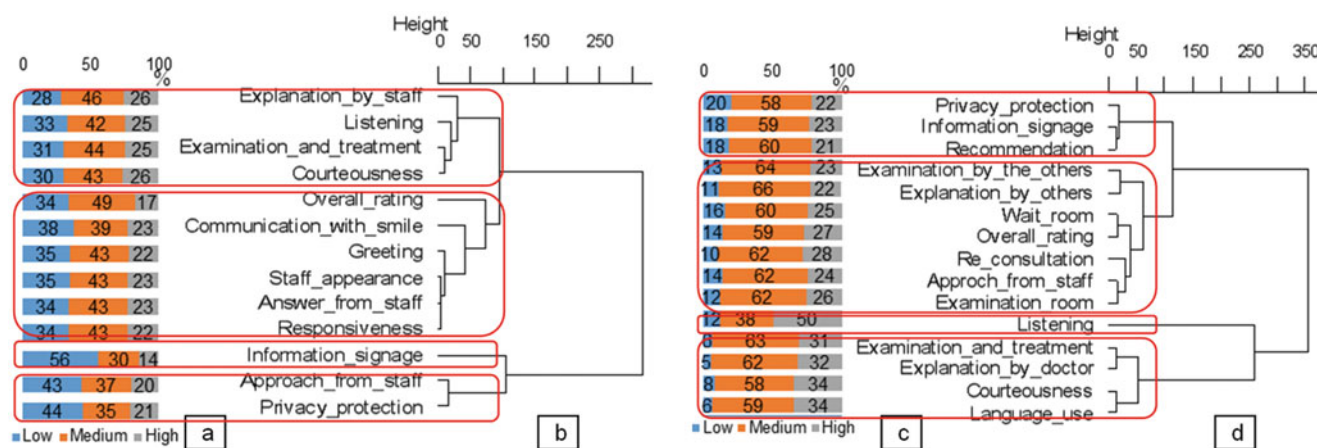 Height
0 50 150 250
0 50 100
%
28 46 26 Explanation_by_staff
33 42 25 Listening
31 44 25 Examination_and_treatment
30 43 26 Courteousness
34 49 17 Overall_rating
38 39 23 Communication_with_smile
35 43 22 Greeting
35 43 23 Staff_appearance
34 43 23 Answer_from_staff
34 43 22 Responsiveness
56 30 14 Information_signage
43 37 20 Approach_from_staff
44 35 21 Privacy_protection
Low Medium High a b
Height
0 50 150 250 350
0 50 100
%
20 58 22 Privacy_protection
18 59 23 Information_signage
18 60 21 Recommendation
13 64 23 Examination_by_the_others
11 66 22 Explanation_by_others
16 60 25 Wait_room
14 59 27 Overall_rating
10 62 28 Re_consultation
14 62 24 Approch_from_staff
12 62 26 Examination_room
12 38 50 Listening
6 63 31 Examination_and_treatment
5 62 32 Explanation_by_doctor
8 58 34 Courteousness
6 59 34 Language_use
Low Medium High c d